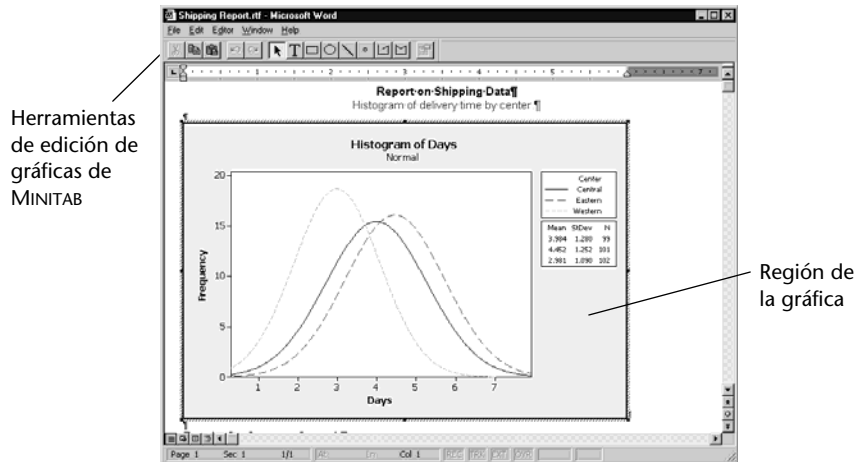 Shipping Report.rtf - Microsoft Word
File Edit Editor Window Help
Report·on·Shipping·Data¶
Histogram of delivery time by center ¶
¶
Herramientas
de edición de
gráficas de
MINITAB
Histogram of Days
Normal
Center
Central
Eastern
Western
Mean StDev N
3.984 1.280 99
4.452 1.252 101
2.981 1.090 102
Frequency
20
15
10
5
0
1 2 3 4 5 6 7
Days
Región de
la gráfica
Page 1 Sec 1 1/1 At: Ln Col 1 REC TRK EXT OVR